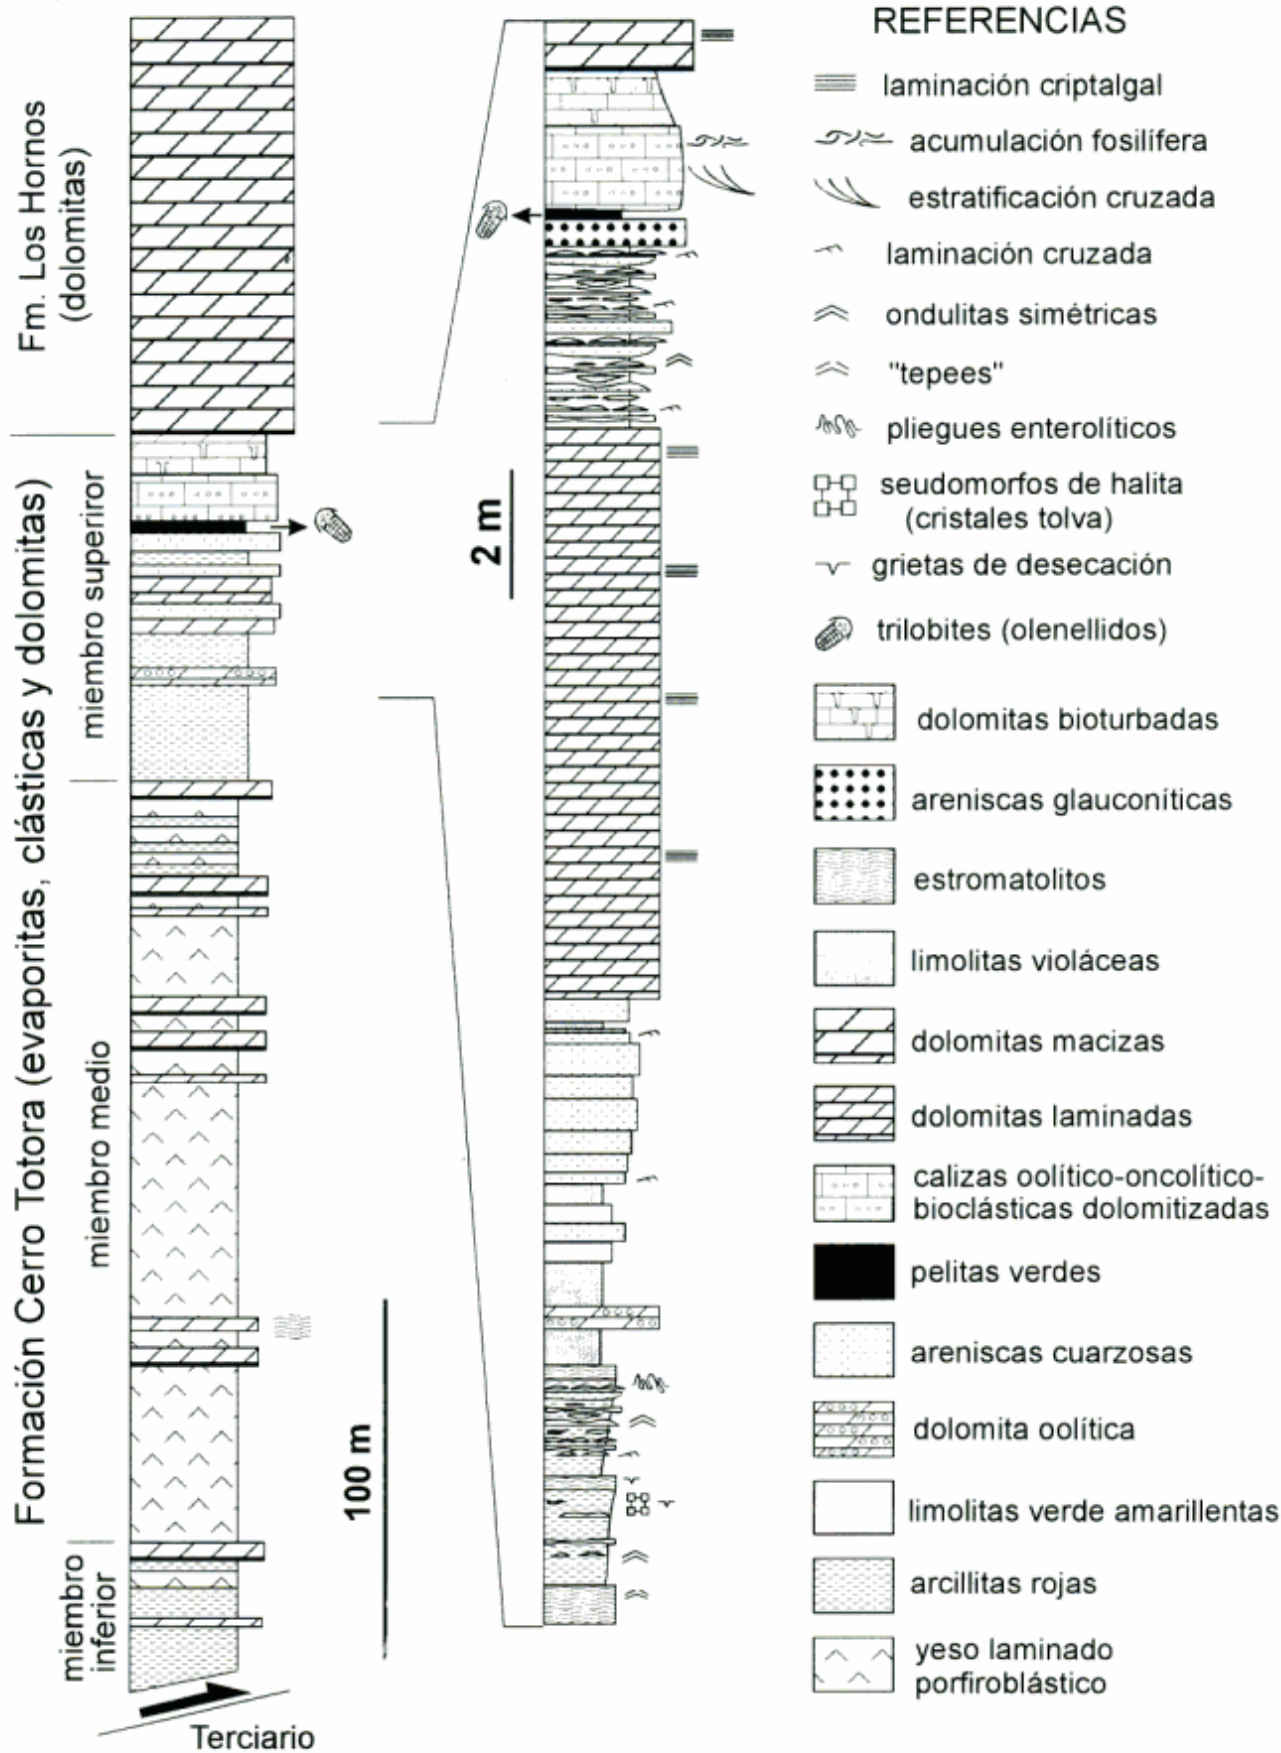 Fm. Los Hornos
(dolomitas)
Formación Cerro Totora (evaporitas, clásticas y dolomitas)
miembro superiror
miembro medio
miembro
inferior
Terciario
100 m
2 m
REFERENCIAS
laminación criptalgal
acumulación fosilífera
estratificación cruzada
laminación cruzada
ondulitas simétricas
"tepees"
pliegues enterolíticos
seudomorfos de halita
(cristales tolva)
grietas de desecación
trilobites (olenellidos)
dolomitas bioturbadas
areniscas glauconíticas
estromatolitos
limolitas violáceas
dolomitas macizas
dolomitas laminadas
calizas oolítico-oncolítico-
bioclásticas dolomitizadas
pelitas verdes
areniscas cuarzosas
dolomita oolítica
limolitas verde amarillentas
arcillitas rojas
yeso laminado
porfiroblástico